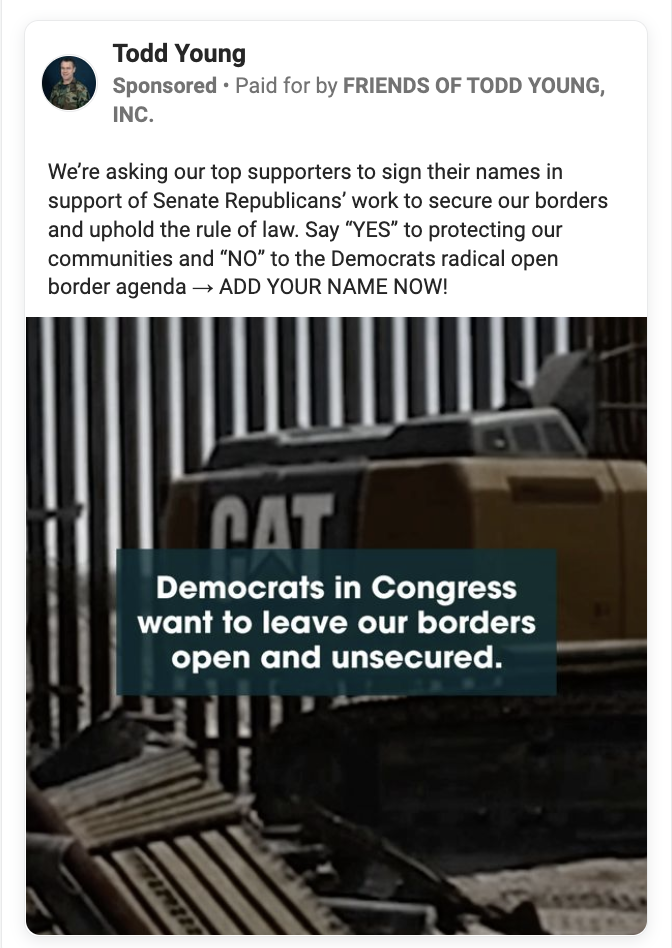 Todd Young
Sponsored • Paid for by FRIENDS OF TODD YOUNG,
INC.
We’re asking our top supporters to sign their names in
support of Senate Republicans’ work to secure our borders
and uphold the rule of law. Say “YES” to protecting our
communities and “NO” to the Democrats radical open
border agenda → ADD YOUR NAME NOW!
CAT
Democrats in Congress
want to leave our borders
open and unsecured.